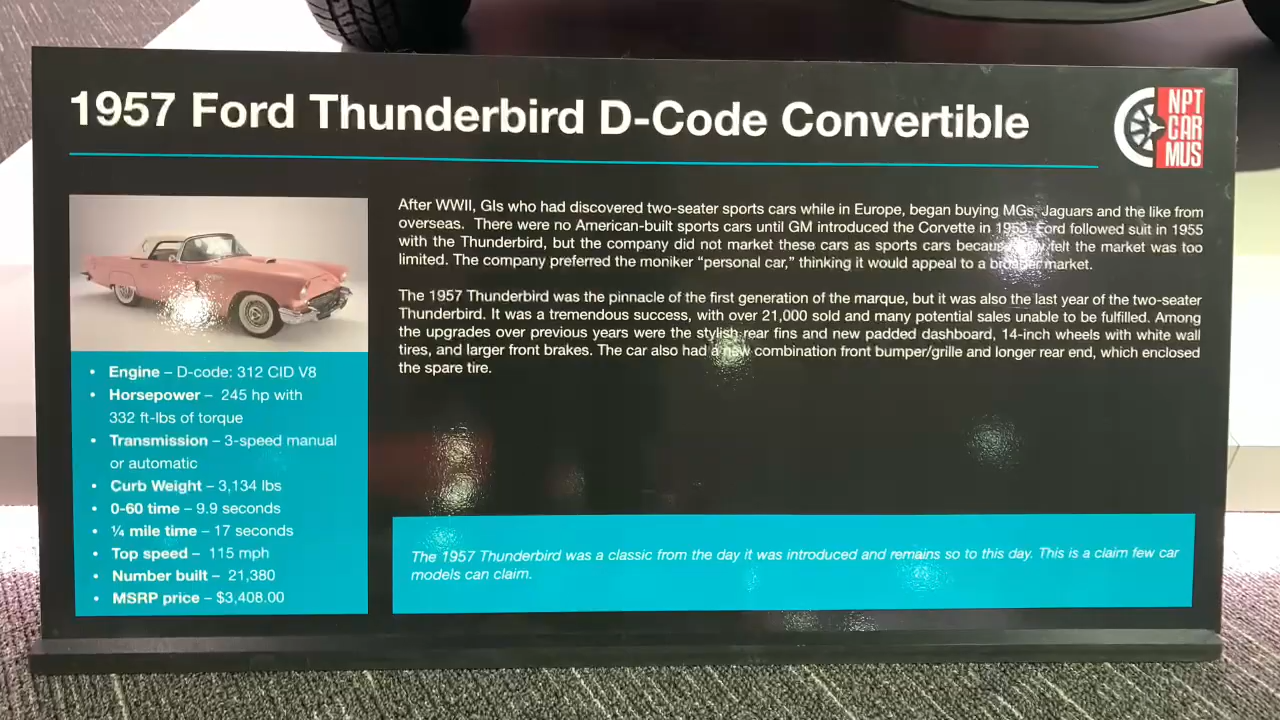 1957 Ford Thunderbird D-Code Convertible
NPT
CAR
MUS
After WWII, GIs who had discovered two-seater sports cars while in Europe, began buying MGs, Jaguars and the like from
overseas. There were no American-built sports cars until GM introduced the Corvette in 1953. Ford followed suit in 1955
with the Thunderbird, but the company did not market these cars as sports cars because they felt the market was too
limited. The company preferred the moniker “personal car,” thinking it would appeal to a broader market.
The 1957 Thunderbird was the pinnacle of the first generation of the marque, but it was also the last year of the two-seater
Thunderbird. It was a tremendous success, with over 21,000 sold and many potential sales unable to be fulfilled. Among
the upgrades over previous years were the stylish rear fins and new padded dashboard, 14-inch wheels with white wall
tires, and larger front brakes. The car also had a new combination front bumper/grille and longer rear end, which enclosed
the spare tire.
• Engine – D-code: 312 CID V8
• Horsepower – 245 hp with
332 ft-lbs of torque
• Transmission – 3-speed manual
or automatic
• Curb Weight – 3,134 lbs
• 0-60 time – 9.9 seconds
• ¼ mile time – 17 seconds
• Top speed – 115 mph
• Number built – 21,380
• MSRP price – $3,408.00
The 1957 Thunderbird was a classic from the day it was introduced and remains so to this day. This is a claim few car
models can claim.